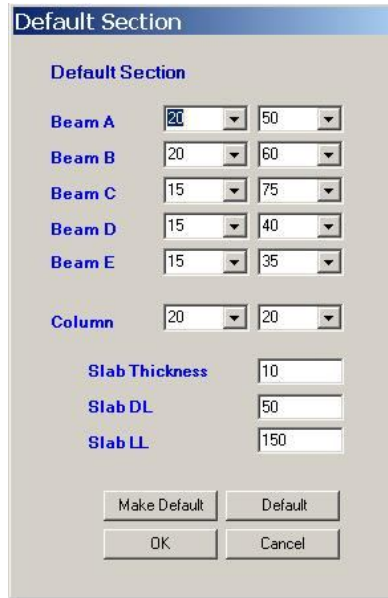 Default Section
Default Section
Beam A 20 50
Beam B 20 60
Beam C 15 75
Beam D 15 40
Beam E 15 35
Column 20 20
Slab Thickness 10
Slab DL 50
Slab LL 150
Make Default Default
OK Cancel